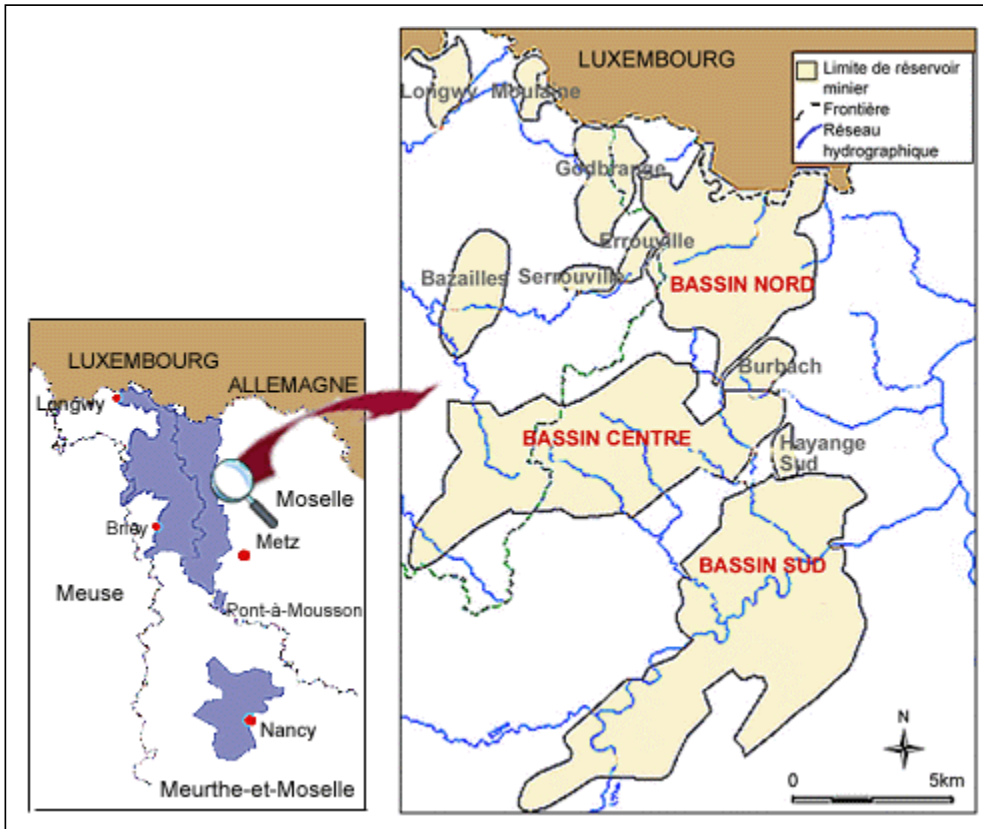 LUXEMBOURG
ALLEMAGNE
Longwy
Moselle
Briey
Metz
Meuse
Pont-à-Mousson
Nancy
Meurthe-et-Moselle
LUXEMBOURG
Limite de réservoir
minier
Frontière
Réseau
hydrographique
Longwy
Moulaine
Godbrange
Errouville
Serrouville
Bazailles
BASSIN NORD
Burbach
BASSIN CENTRE
Hayange
Sud
BASSIN SUD
N
0 5km